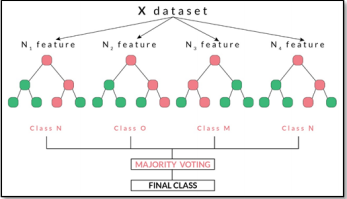 X dataset
N1 feature N2 feature N3 feature N4 feature
Class N Class O Class M Class N
MAJORITY VOTING
FINAL CLASS